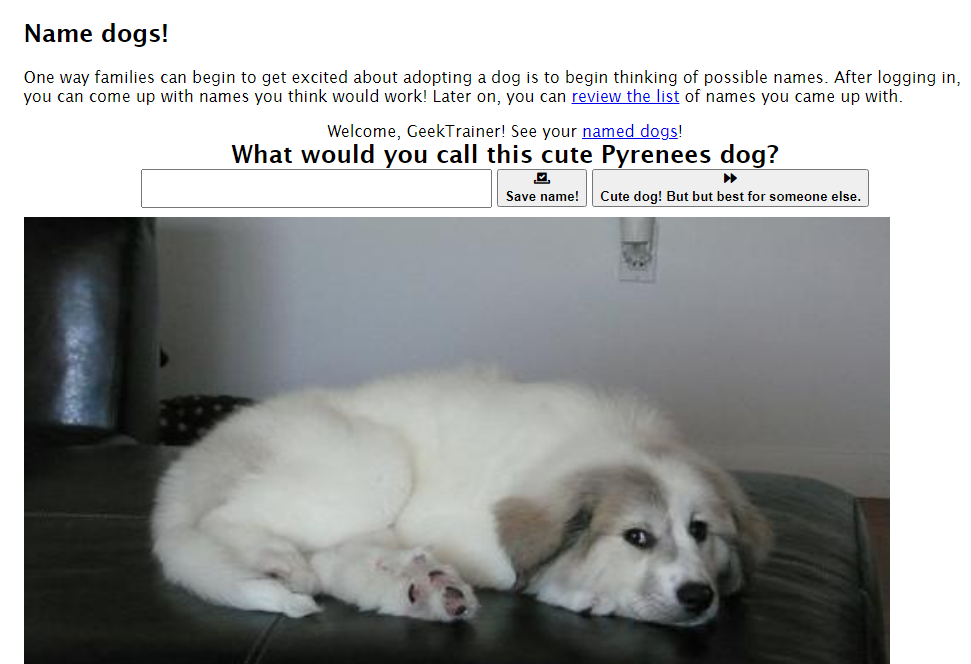 Name dogs!
One way families can begin to get excited about adopting a dog is to begin thinking of possible names. After logging in,
you can come up with names you think would work! Later on, you can review the list of names you came up with.
Welcome, GeekTrainer! See your named dogs!
What would you call this cute Pyrenees dog?
Save name!
Cute dog! But but best for someone else.